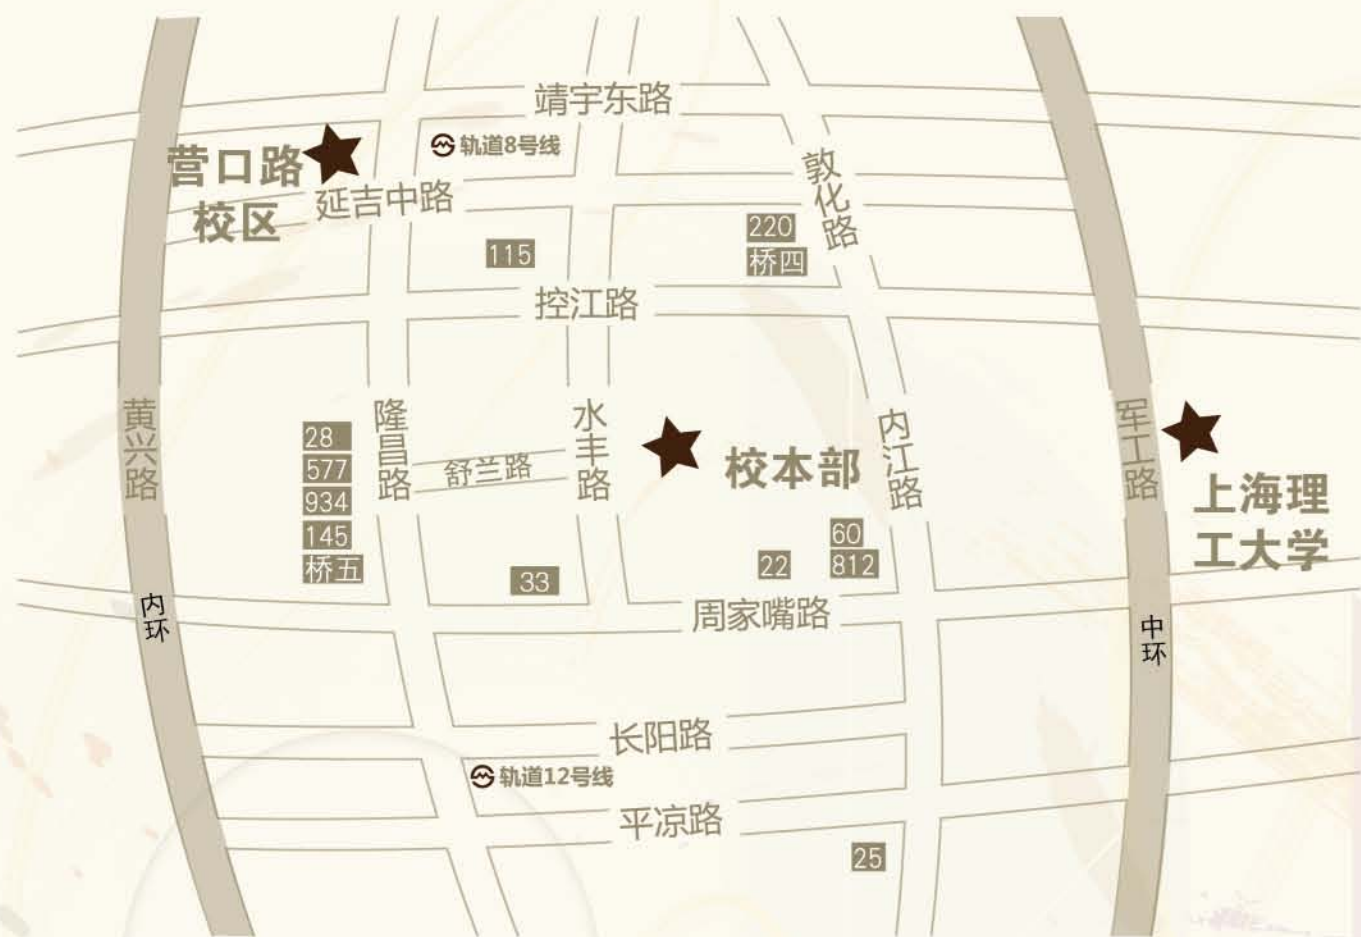 靖宇东路
轨道8号线
营口路
校区
延吉中路
敦化路
220
桥四
115
控江路
黄兴路
隆昌路
水丰路
内江路
军工路
28
577
934
145
桥五
舒兰路
校本部
上海理
工大学
60
812
22
33
内环
周家嘴路
中环
长阳路
轨道12号线
平凉路
25